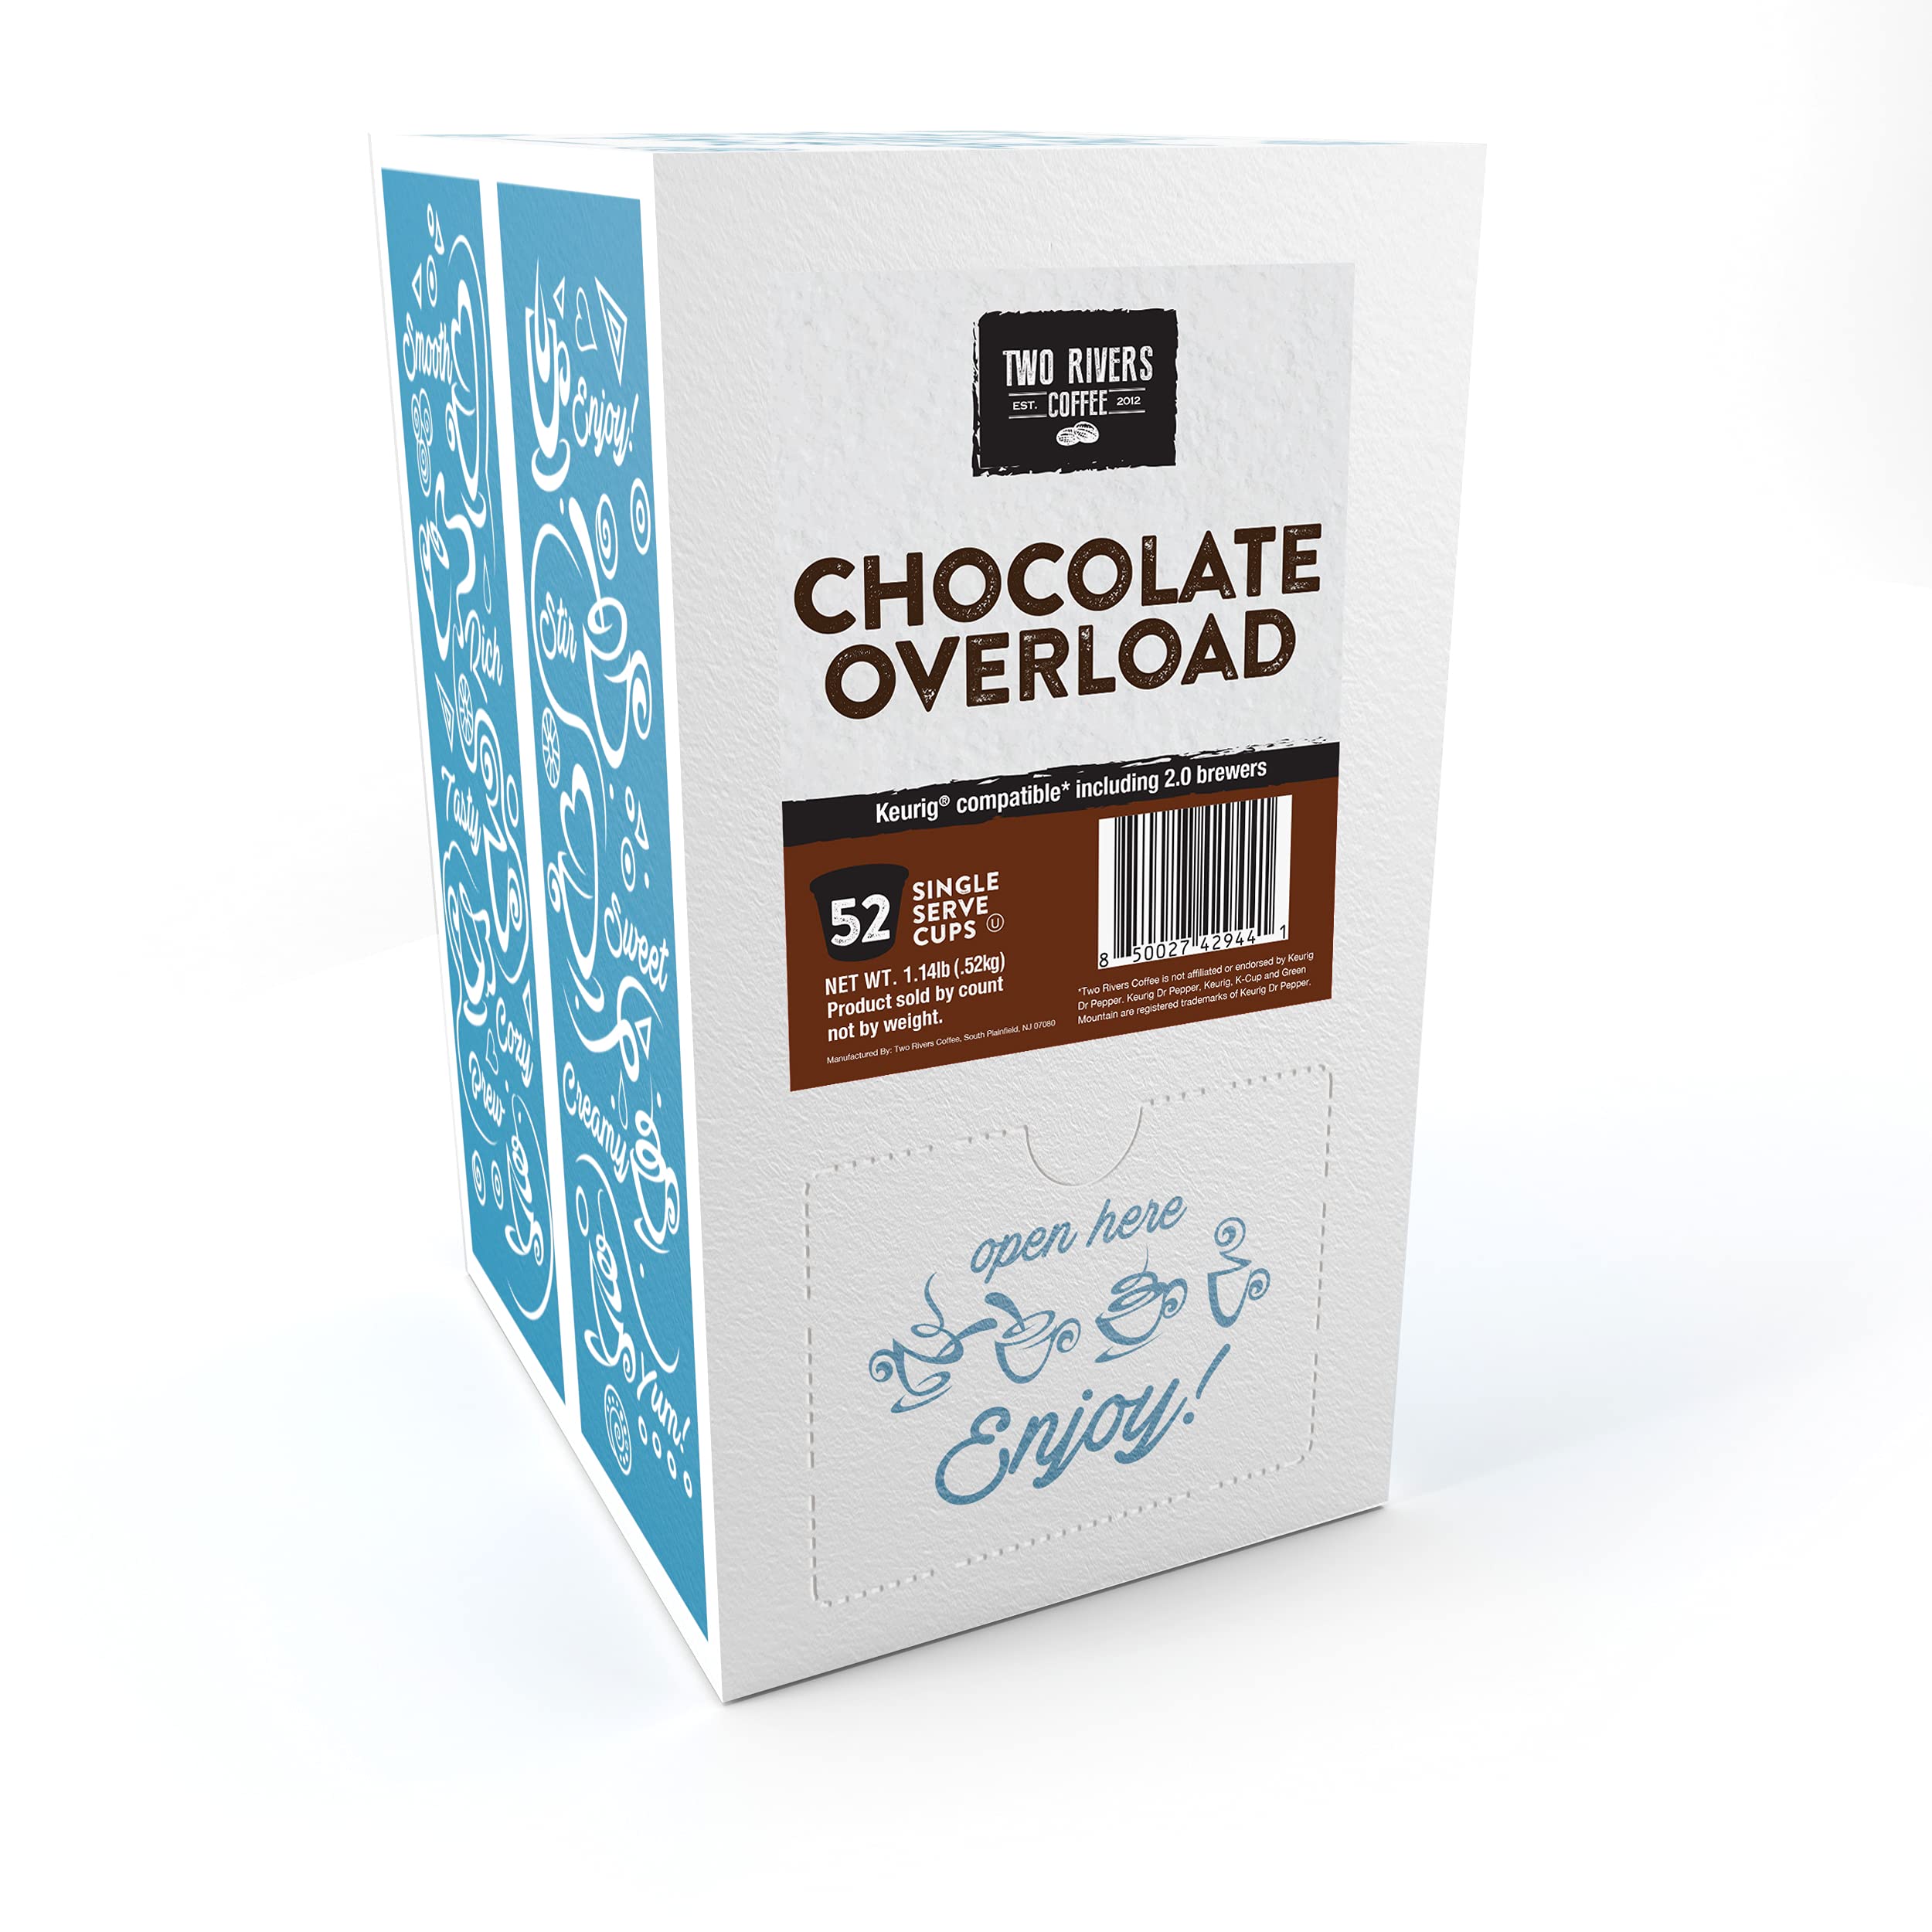 TWO RIVERS
EST. COFFEE 2012
CHOCOLATE
OVERLOAD
Keurig® compatible* including 2.0 brewers
52
SINGLE
SERVE
CUPS Ⓤ
NET WT. 1.14lb (.52kg)
Product sold by count
not by weight.
Manufactured By: Two Rivers Coffee, South Plainfield, NJ 07080
8 50027 42944 1
*Two Rivers Coffee is not affiliated or endorsed by Keurig
Dr Pepper. Keurig Dr Pepper, Keurig, K-Cup and Green
Mountain are registered trademarks of Keurig Dr Pepper.
open here
Enjoy!
Smooth
Rich
Tasty
Cozy
Brew
Enjoy!
Stir
Sweet
Creamy
Yum!